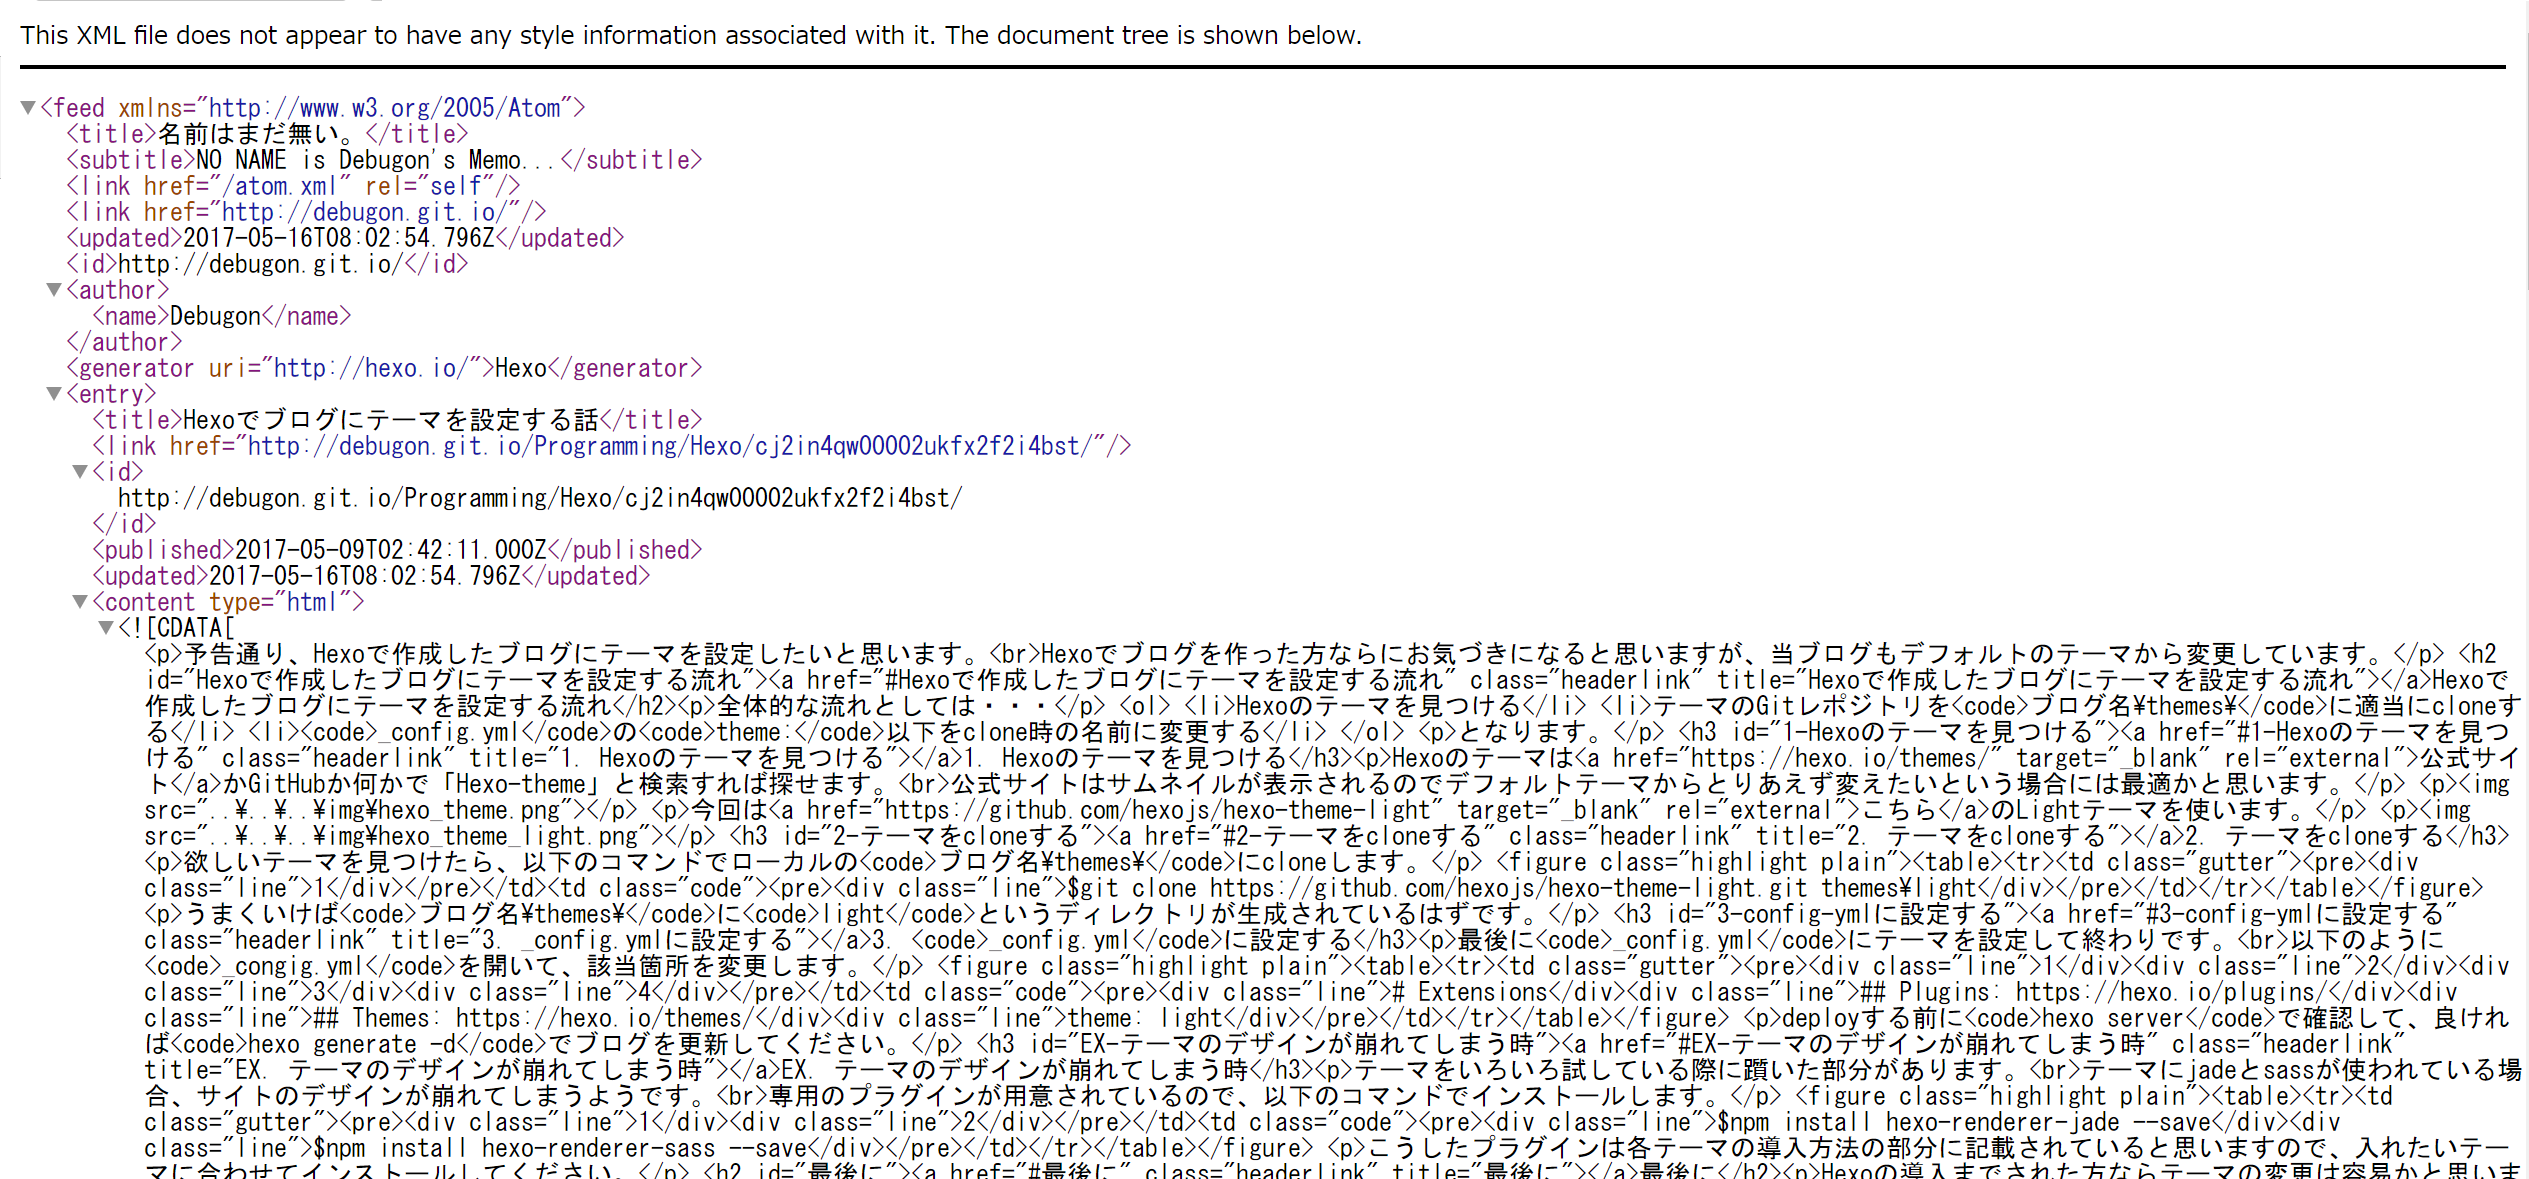 This XML file does not appear to have any style information associated with it. The document tree is shown below.
▼<feed xmlns="http://www.w3.org/2005/Atom">
<title>名前はまだ無い。</title>
<subtitle>NO NAME is Debugon's Memo...</subtitle>
<link href="/atom.xml" rel="self"/>
<link href="http://debugon.git.io/"/>
<updated>2017-05-16T08:02:54.796Z</updated>
<id>http://debugon.git.io/</id>
▼<author>
<name>Debugon</name>
</author>
<generator uri="http://hexo.io/">Hexo</generator>
▼<entry>
<title>Hexoでブログにテーマを設定する話</title>
<link href="http://debugon.git.io/Programming/Hexo/cj2in4qw00002ukfx2f2i4bst/"/>
▼<id>
http://debugon.git.io/Programming/Hexo/cj2in4qw00002ukfx2f2i4bst/
</id>
<published>2017-05-09T02:42:11.000Z</published>
<updated>2017-05-16T08:02:54.796Z</updated>
▼<content type="html">
▼<![CDATA[
<p>予告通り、Hexoで作成したブログにテーマを設定したいと思います。<br>Hexoでブログを作った方ならにお気づきになると思いますが、当ブログもデフォルトのテーマから変更しています。</p> <h2
id="Hexoで作成したブログにテーマを設定する流れ"><a href="#Hexoで作成したブログにテーマを設定する流れ" class="headerlink" title="Hexoで作成したブログにテーマを設定する流れ"></a>Hexoで
作成したブログにテーマを設定する流れ</h2><p>全体的な流れとしては・・・</p> <ol> <li>Hexoのテーマを見つける</li> <li>テーマのGitレポジトリを<code>ブログ名¥themes¥</code>に適当にcloneす
る</li> <li><code>_config.yml</code>の<code>theme:</code>以下をclone時の名前に変更する</li> </ol> <p>となります。</p> <h3 id="1-Hexoのテーマを見つける"><a href="#1-Hexoのテーマを見つ
ける" class="headerlink" title="1. Hexoのテーマを見つける"></a>1. Hexoのテーマを見つける</h3><p>Hexoのテーマは<a href="https://hexo.io/themes/" target="_blank" rel="external">公式サイ
ト</a>かGitHubか何かで「Hexo-theme」と検索すれば探せます。<br>公式サイトはサムネイルが表示されるのでデフォルトテーマからとりあえず変えたいという場合には最適かと思います。</p> <p><img
src="..¥..¥..¥img¥hexo_theme.png"></p> <p>今回は<a href="https://github.com/hexojs/hexo-theme-light" target="_blank" rel="external">こちら</a>のLightテーマを使います。</p> <p><img
src="..¥..¥..¥img¥hexo_theme_light.png"></p> <h3 id="2-テーマをcloneする"><a href="#2-テーマをcloneする" class="headerlink" title="2. テーマをcloneする"></a>2. テーマをcloneする</h3>
<p>欲しいテーマを見つけたら、以下のコマンドでローカルの<code>ブログ名¥themes¥</code>にcloneします。</p> <figure class="highlight plain"><table><tr><td class="gutter"><pre><div
class="line">1</div></pre></td><td class="code"><pre><div class="line">$git clone https://github.com/hexojs/hexo-theme-light.git themes¥light</div></pre></td></tr></table></figure>
<p>うまくいけば<code>ブログ名¥themes¥</code>に<code>light</code>というディレクトリが生成されているはずです。</p> <h3 id="3-config-ymlに設定する"><a href="#3-config-ymlに設定する"
class="headerlink" title="3. _config.ymlに設定する"></a>3. <code>_config.yml</code>に設定する</h3><p>最後に<code>_config.yml</code>にテーマを設定して終わりです。<br>以下のように
<code>_congig.yml</code>を開いて、該当箇所を変更します。</p> <figure class="highlight plain"><table><tr><td class="gutter"><pre><div class="line">1</div><div class="line">2</div><div
class="line">3</div><div class="line">4</div></pre></td><td class="code"><pre><div class="line"># Extensions</div><div class="line">## Plugins: https://hexo.io/plugins/</div><div
class="line">## Themes: https://hexo.io/themes/</div><div class="line">theme: light</div></pre></td></tr></table></figure> <p>deployする前に<code>hexo server</code>で確認して、良けれ
ば<code>hexo generate -d</code>でブログを更新してください。</p> <h3 id="EX-テーマのデザインが崩れてしまう時"><a href="#EX-テーマのデザインが崩れてしまう時" class="headerlink"
title="EX. テーマのデザインが崩れてしまう時"></a>EX. テーマのデザインが崩れてしまう時</h3><p>テーマをいろいろ試している際に躓いた部分があります。<br>テーマにjadeとsassが使われている場
合、サイトのデザインが崩れてしまうようです。<br>専用のプラグインが用意されているので、以下のコマンドでインストールします。</p> <figure class="highlight plain"><table><tr><td
class="gutter"><pre><div class="line">1</div><div class="line">2</div></pre></td><td class="code"><pre><div class="line">$npm install hexo-renderer-jade --save</div><div
class="line">$npm install hexo-renderer-sass --save</div></pre></td></tr></table></figure> <p>こうしたプラグインは各テーマの導入方法の部分に記載されていると思いますので、入れたいテー
マに合わせてインストールしてください。</p> <h2 id="最後に"><a href="#最後に" class="headerlink" title="最後に"></a>最後に</h2><p>Hexoの導入までされた方ならテーマの変更は容易かと思いま